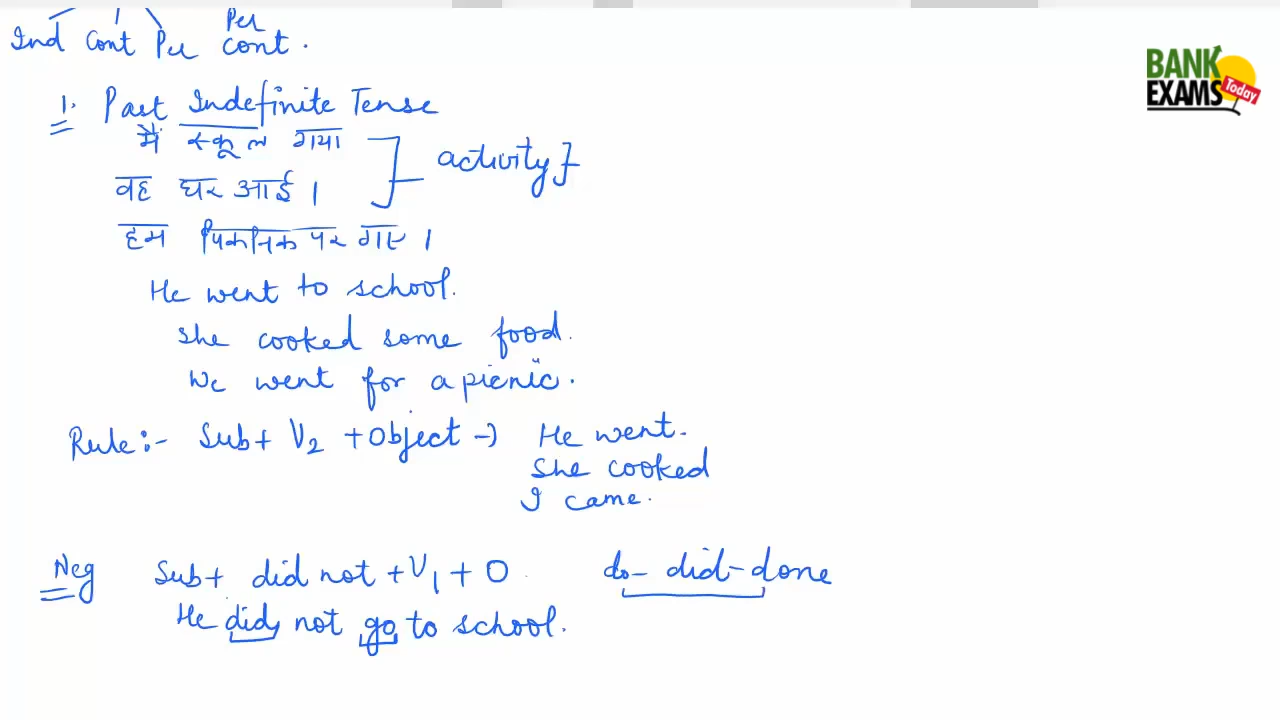 Per
Ind Cont Per cont.
BANK EXAMS Today
1. Past Indefinite Tense
मैं स्कूल गया
वह घर आई । } activity }
हम पिकनिक पर गए ।
He went to school.
She cooked some food.
We went for a picnic.
Rule:- Sub + V2 + Object → He went.
She cooked
I came.
Neg Sub + did not + V1 + O do - did - done
He did not go to school.